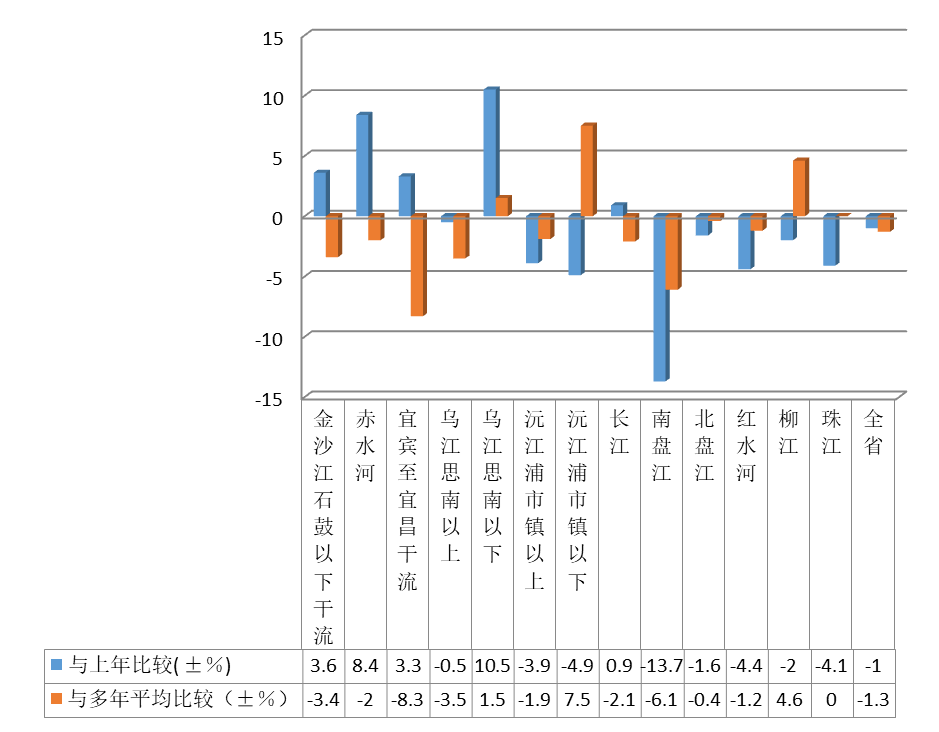 15
10
5
0
-5
-10
-15
金沙江石鼓以下干流
赤水河
宜宾至宜昌干流
乌江思南以上
乌江思南以下
沅江浦市镇以上
沅江浦市镇以下
长江
南盘江
北盘江
红水河
柳江
珠江
全省
与上年比较(±%) 3.6 8.4 3.3 -0.5 10.5 -3.9 -4.9 0.9 -13.7 -1.6 -4.4 -2 -4.1 -1
与多年平均比较（±%） -3.4 -2 -8.3 -3.5 1.5 -1.9 7.5 -2.1 -6.1 -0.4 -1.2 4.6 0 -1.3